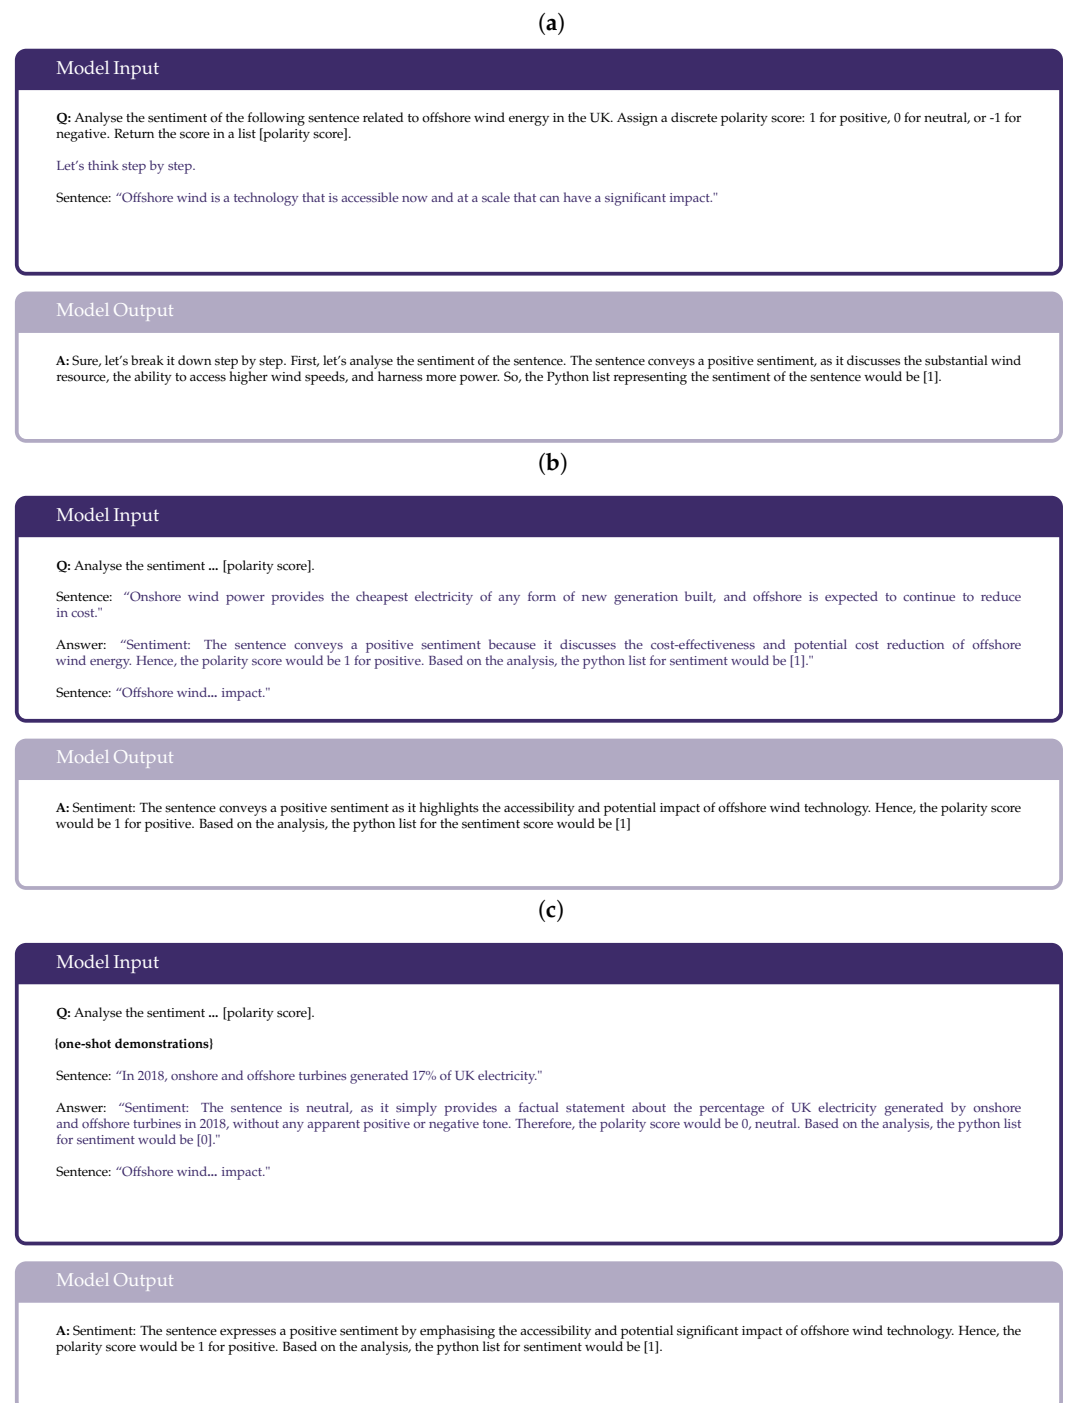 (a)
Model Input
Q: Analyse the sentiment of the following sentence related to offshore wind energy in the UK. Assign a discrete polarity score: 1 for positive, 0 for neutral, or -1 for
negative. Return the score in a list [polarity score].
Let's think step by step.
Sentence: “Offshore wind is a technology that is accessible now and at a scale that can have a significant impact."
Model Output
A: Sure, let's break it down step by step. First, let's analyse the sentiment of the sentence. The sentence conveys a positive sentiment, as it discusses the substantial wind
resource, the ability to access higher wind speeds, and harness more power. So, the Python list representing the sentiment of the sentence would be [1].
(b)
Model Input
Q: Analyse the sentiment ... [polarity score].
Sentence: “Onshore wind power provides the cheapest electricity of any form of new generation built, and offshore is expected to continue to reduce
in cost."
Answer: “Sentiment: The sentence conveys a positive sentiment because it discusses the cost-effectiveness and potential cost reduction of offshore
wind energy. Hence, the polarity score would be 1 for positive. Based on the analysis, the python list for sentiment would be [1]."
Sentence: “Offshore wind... impact."
Model Output
A: Sentiment: The sentence conveys a positive sentiment as it highlights the accessibility and potential impact of offshore wind technology. Hence, the polarity score
would be 1 for positive. Based on the analysis, the python list for the sentiment score would be [1]
(c)
Model Input
Q: Analyse the sentiment ... [polarity score].
{one-shot demonstrations}
Sentence: “In 2018, onshore and offshore turbines generated 17% of UK electricity."
Answer: “Sentiment: The sentence is neutral, as it simply provides a factual statement about the percentage of UK electricity generated by onshore
and offshore turbines in 2018, without any apparent positive or negative tone. Therefore, the polarity score would be 0, neutral. Based on the analysis, the python list
for sentiment would be [0]."
Sentence: “Offshore wind... impact."
Model Output
A: Sentiment: The sentence expresses a positive sentiment by emphasising the accessibility and potential significant impact of offshore wind technology. Hence, the
polarity score would be 1 for positive. Based on the analysis, the python list for sentiment would be [1].